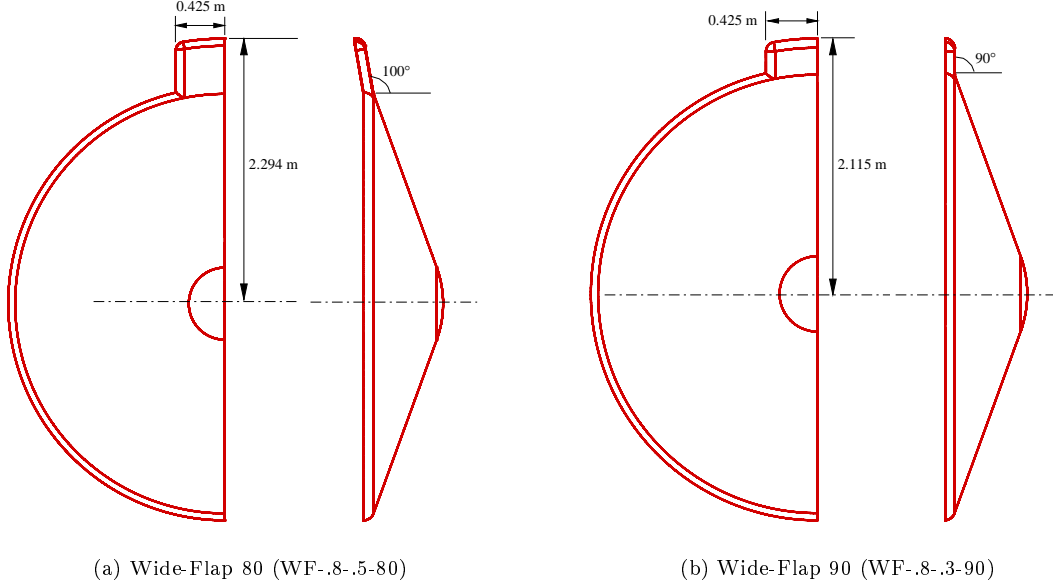 0.425 m
100°
2.294 m
0.425 m
90°
2.115 m
(a) Wide-Flap 80 (WF-.8-.5-80)
(b) Wide-Flap 90 (WF-.8-.3-90)